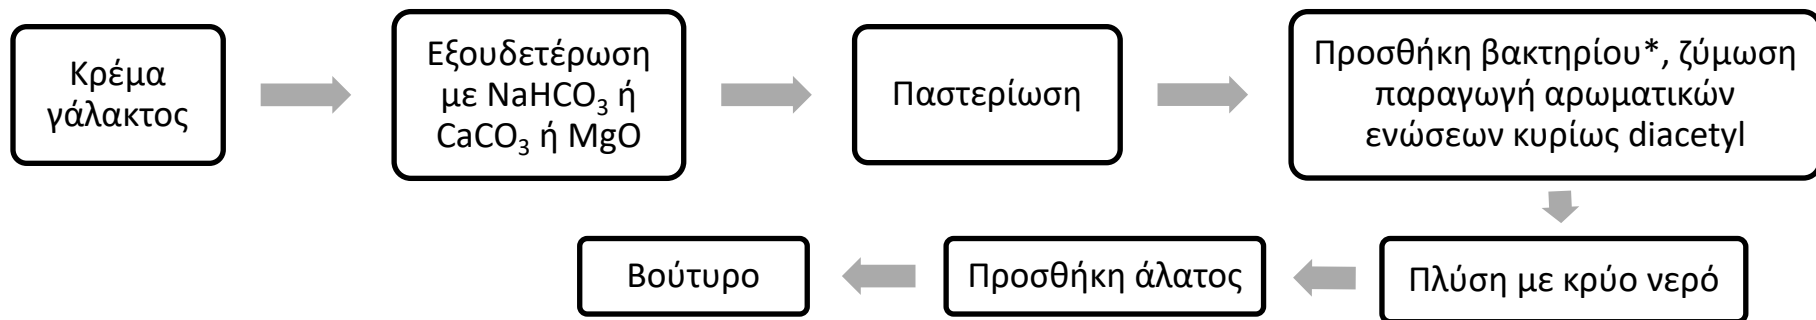 Κρέμα
γάλακτος
Εξουδετέρωση
με NaHCO₃ ή
CaCO₃ ή MgO
Παστερίωση
Προσθήκη βακτηρίου*, ζύμωση
παραγωγή αρωματικών
ενώσεων κυρίως diacetyl
Πλύση με κρύο νερό
Προσθήκη άλατος
Βούτυρο